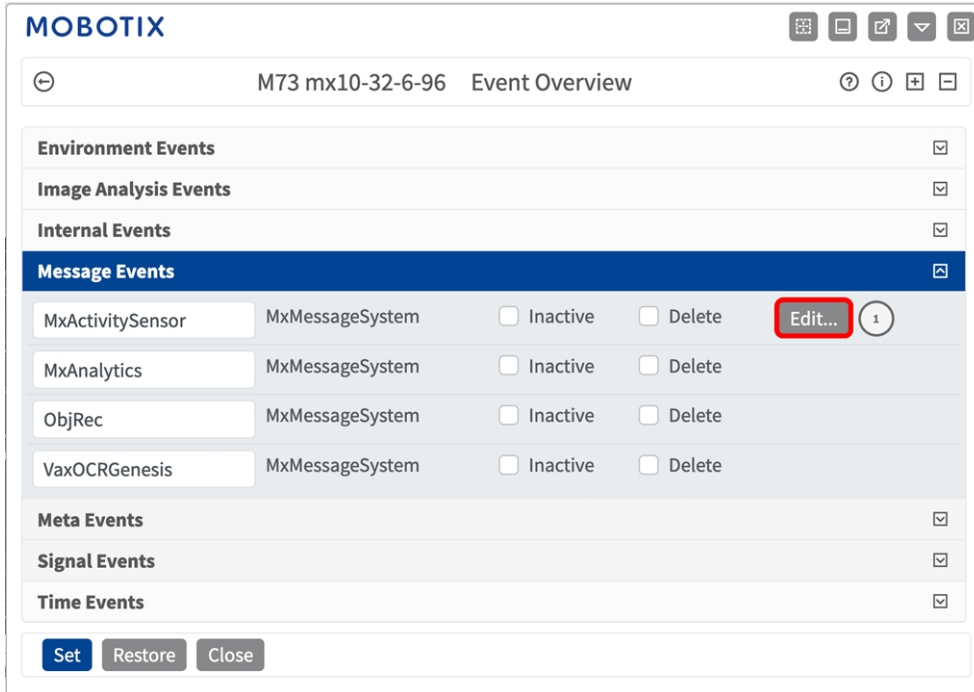 MOBOTIX
M73 mx10-32-6-96 Event Overview
Environment Events
Image Analysis Events
Internal Events
Message Events
MxActivitySensor MxMessageSystem Inactive Delete Edit... 1
MxAnalytics MxMessageSystem Inactive Delete
ObjRec MxMessageSystem Inactive Delete
VaxOCRGenesis MxMessageSystem Inactive Delete
Meta Events
Signal Events
Time Events
Set Restore Close